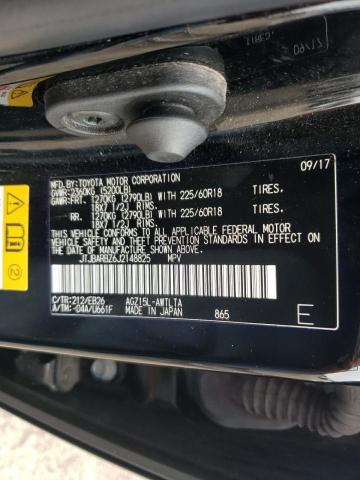 09/17
MFD.BY:TOYOTA MOTOR CORPORATION
GVWR:2360KG (5200LB)
GAWR:FRT. 1270KG (2790LB) WITH 225/60R18 TIRES.
18X7 1/2J RIMS.
RR. 1270KG (2790LB) WITH 225/60R18 TIRES.
18X7 1/2J RIMS.
THIS VEHICLE CONFORMS TO ALL APPLICABLE FEDERAL MOTOR
VEHICLE SAFETY AND THEFT PREVENTION STANDARDS IN
EFFECT ON THE DATE OF MANUFACTURE SHOWN ABOVE.
JTJBARBZ6J2148825 MPV
C/TR:212/EB26 AGZ15L-AWTLTA
A/TM:-04A/U661F MADE IN JAPAN 865
E